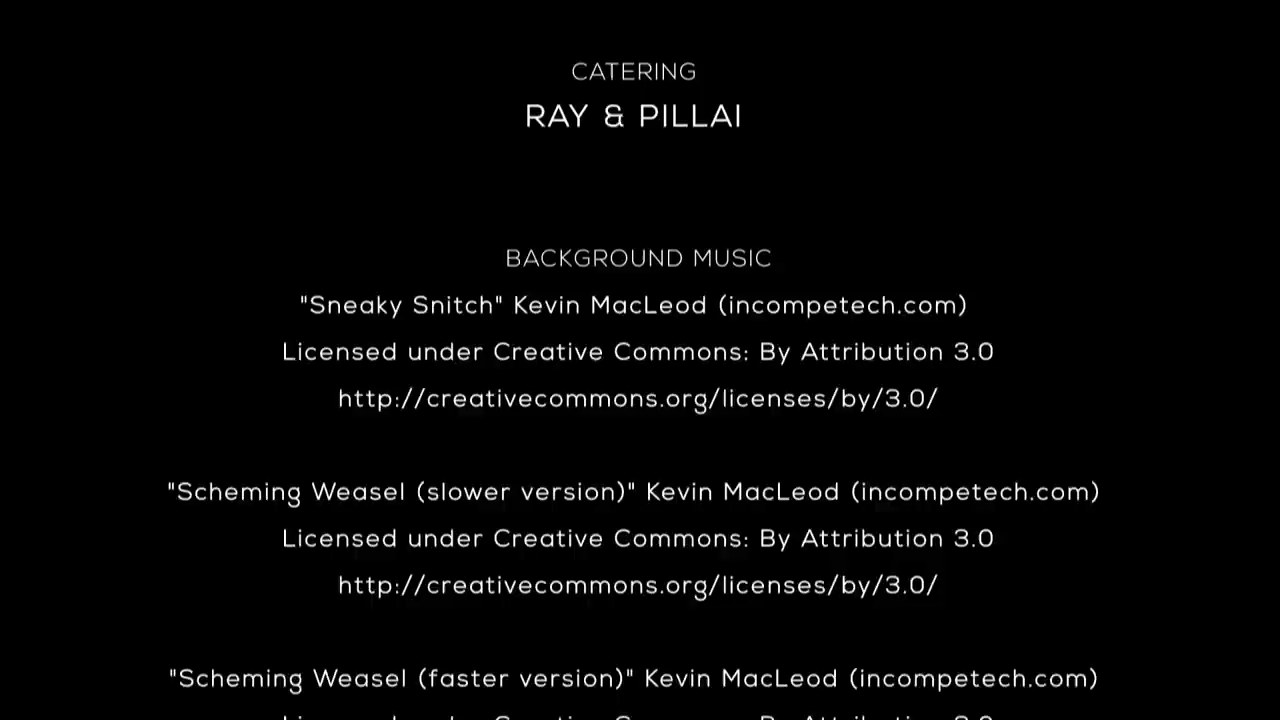 CATERING
RAY & PILLAI
BACKGROUND MUSIC
"Sneaky Snitch" Kevin MacLeod (incompetech.com)
Licensed under Creative Commons: By Attribution 3.0
http://creativecommons.org/licenses/by/3.0/
"Scheming Weasel (slower version)" Kevin MacLeod (incompetech.com)
Licensed under Creative Commons: By Attribution 3.0
http://creativecommons.org/licenses/by/3.0/
"Scheming Weasel (faster version)" Kevin MacLeod (incompetech.com)